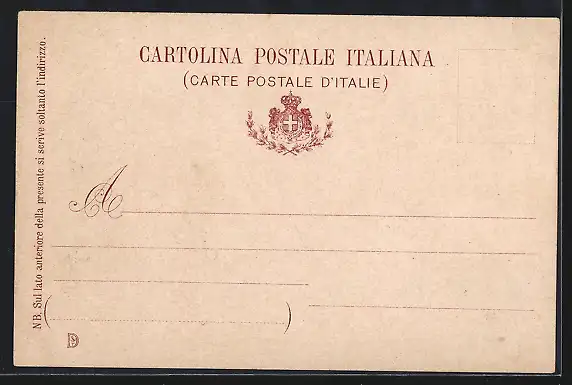 CARTOLINA POSTALE ITALIANA
(CARTE POSTALE D'ITALIE)
A
( )
NB. Sul lato anteriore della presente si scrive soltanto l'indirizzo.